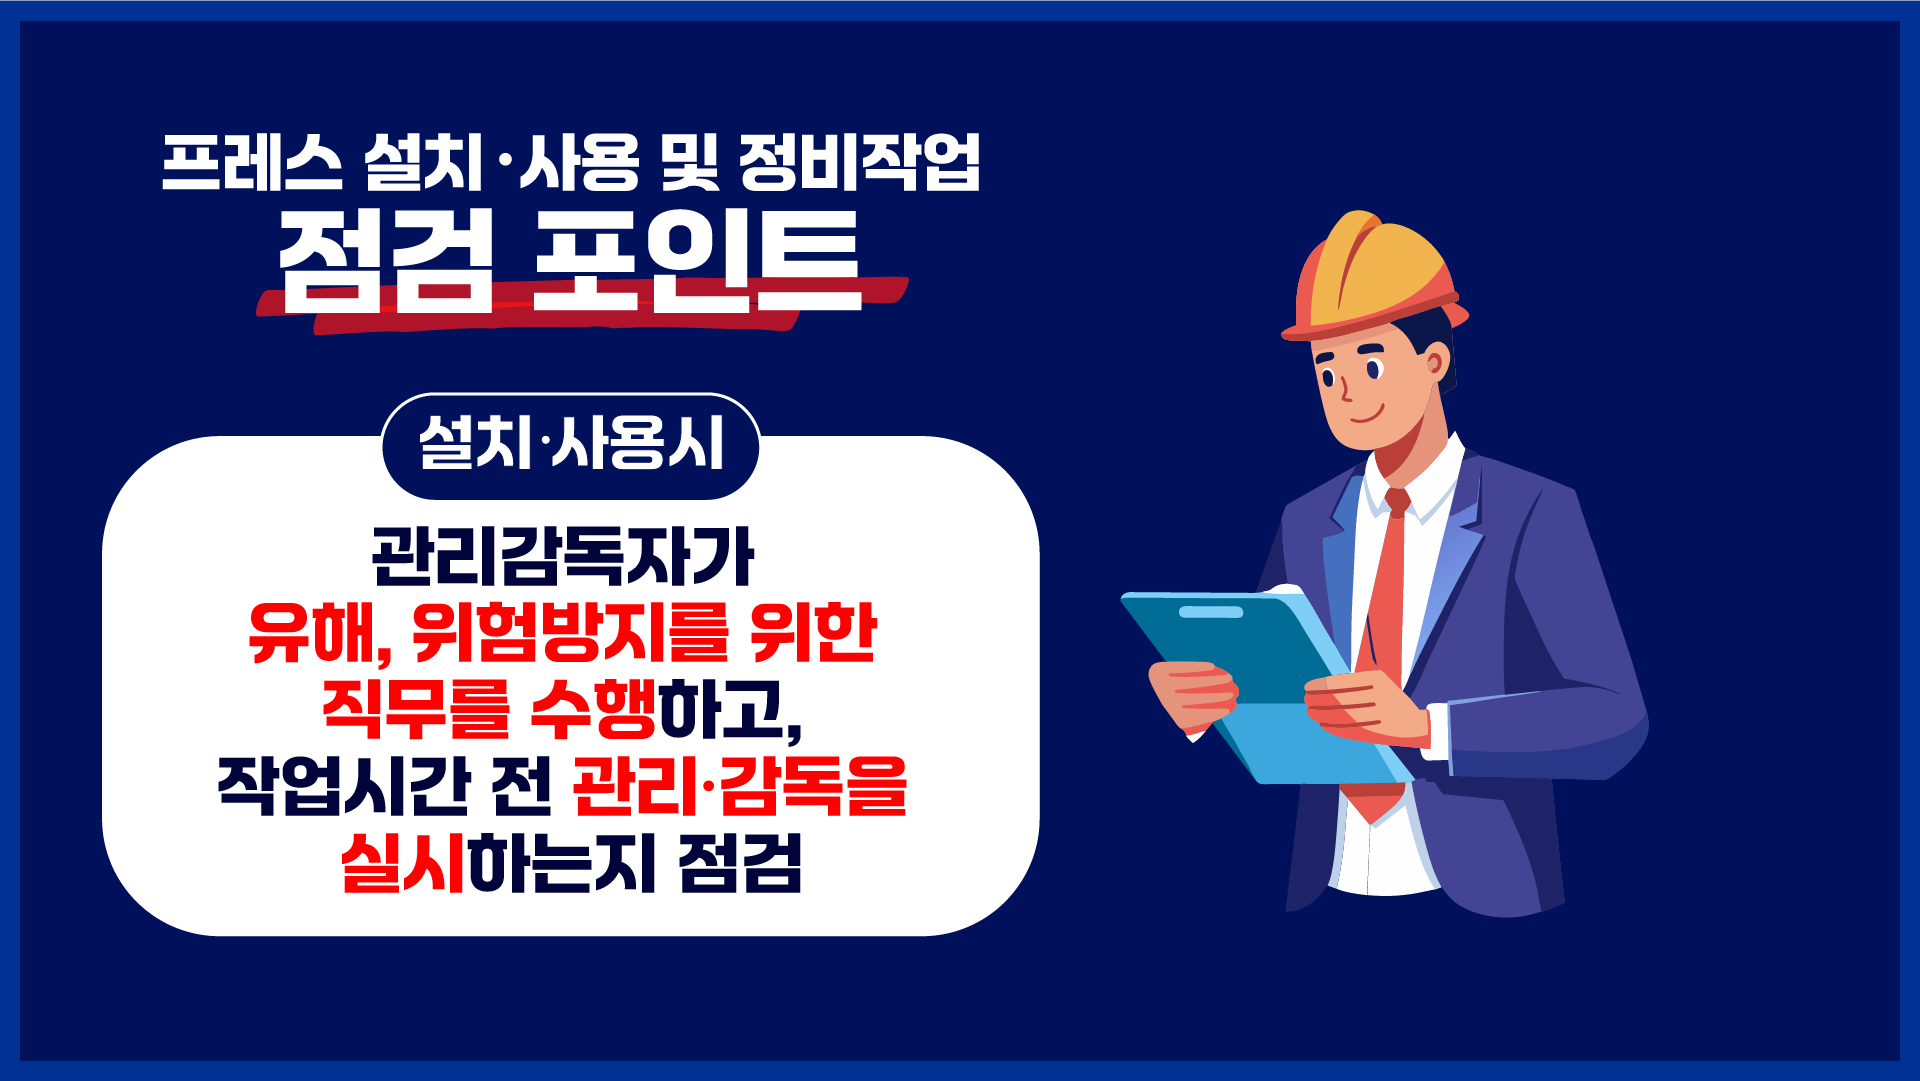 프레스 설치·사용 및 정비작업
점검 포인트
설치·사용시
관리감독자가
유해, 위험방지를 위한
직무를 수행하고,
작업시간 전 관리·감독을
실시하는지 점검